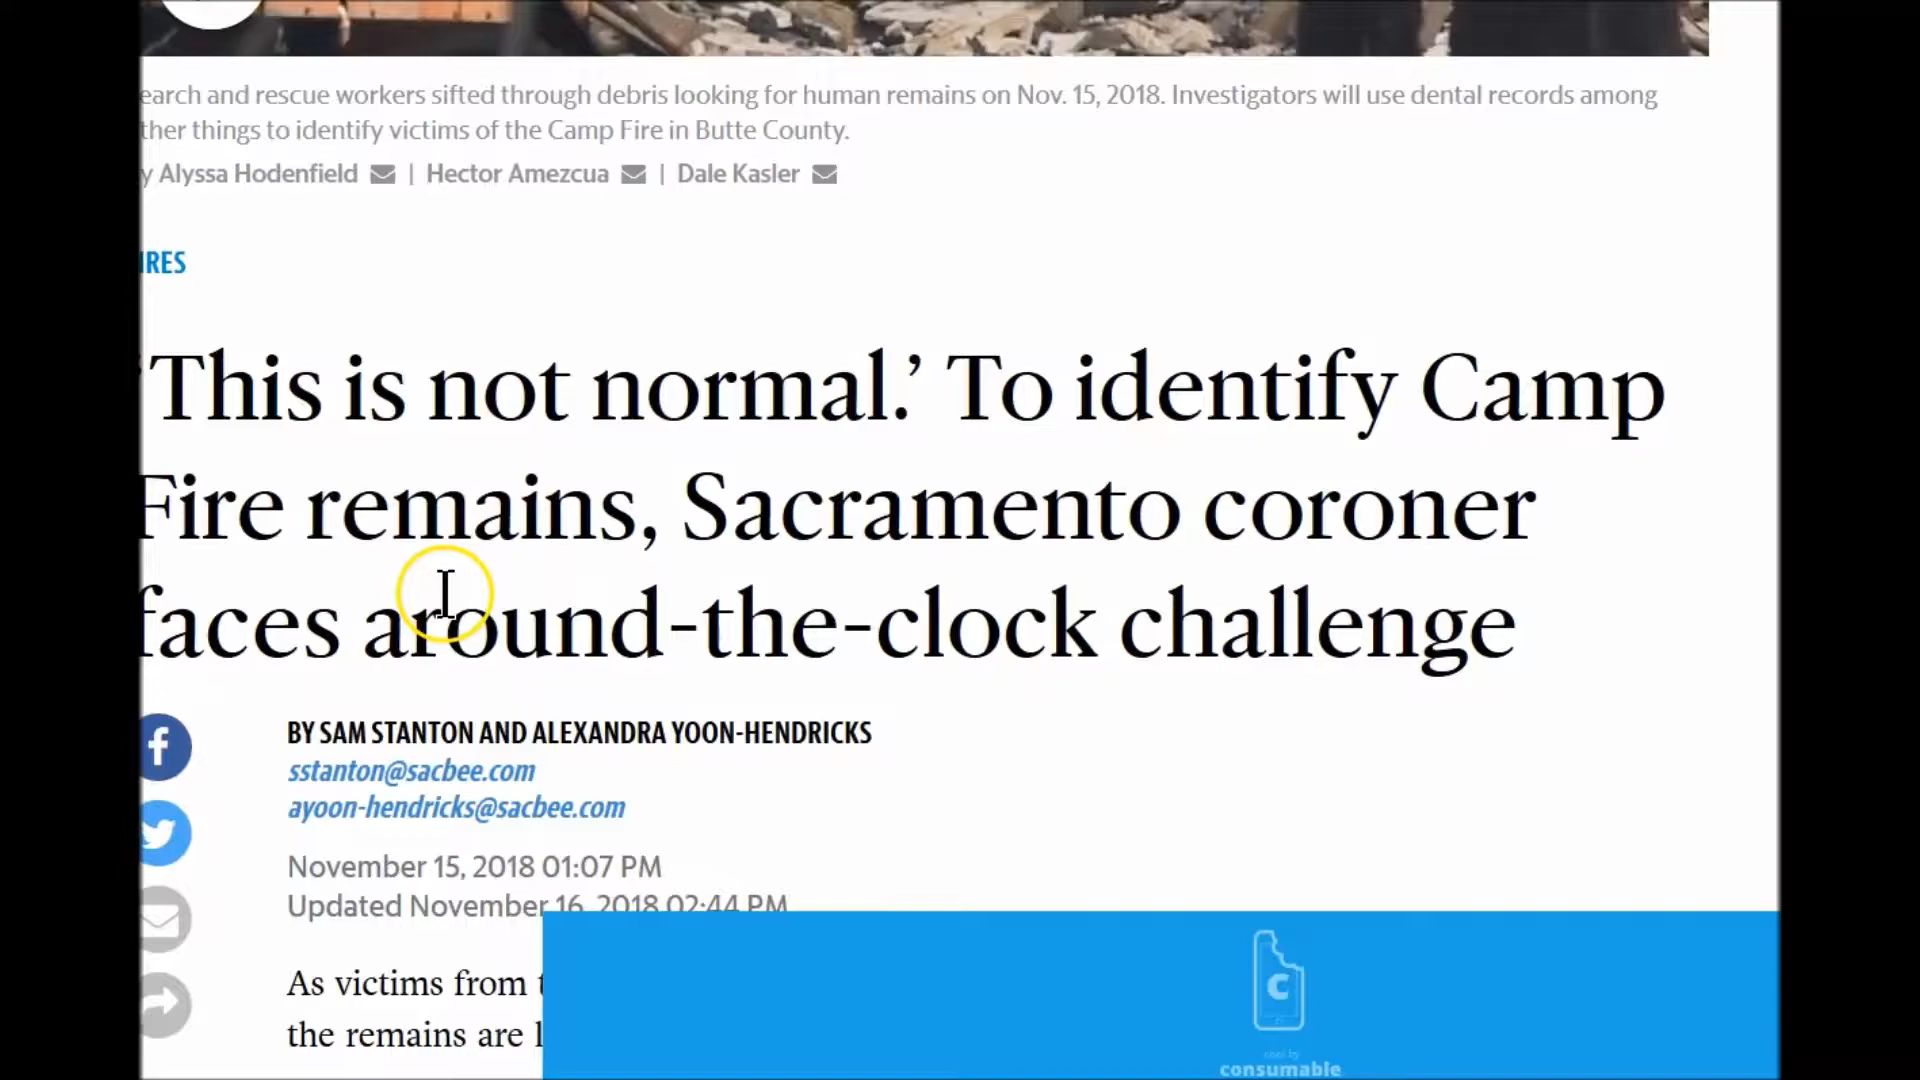 earch and rescue workers sifted through debris looking for human remains on Nov. 15, 2018. Investigators will use dental records among
ther things to identify victims of the Camp Fire in Butte County.
y Alyssa Hodenfield | Hector Amezcua | Dale Kasler
IRES
‘This is not normal.’ To identify Camp
Fire remains, Sacramento coroner
faces around-the-clock challenge
BY SAM STANTON AND ALEXANDRA YOON-HENDRICKS
sstanton@sacbee.com
ayoon-hendricks@sacbee.com
November 15, 2018 01:07 PM
Updated November 16, 2018 02:44 PM
As victims from t
the remains are l
consumable